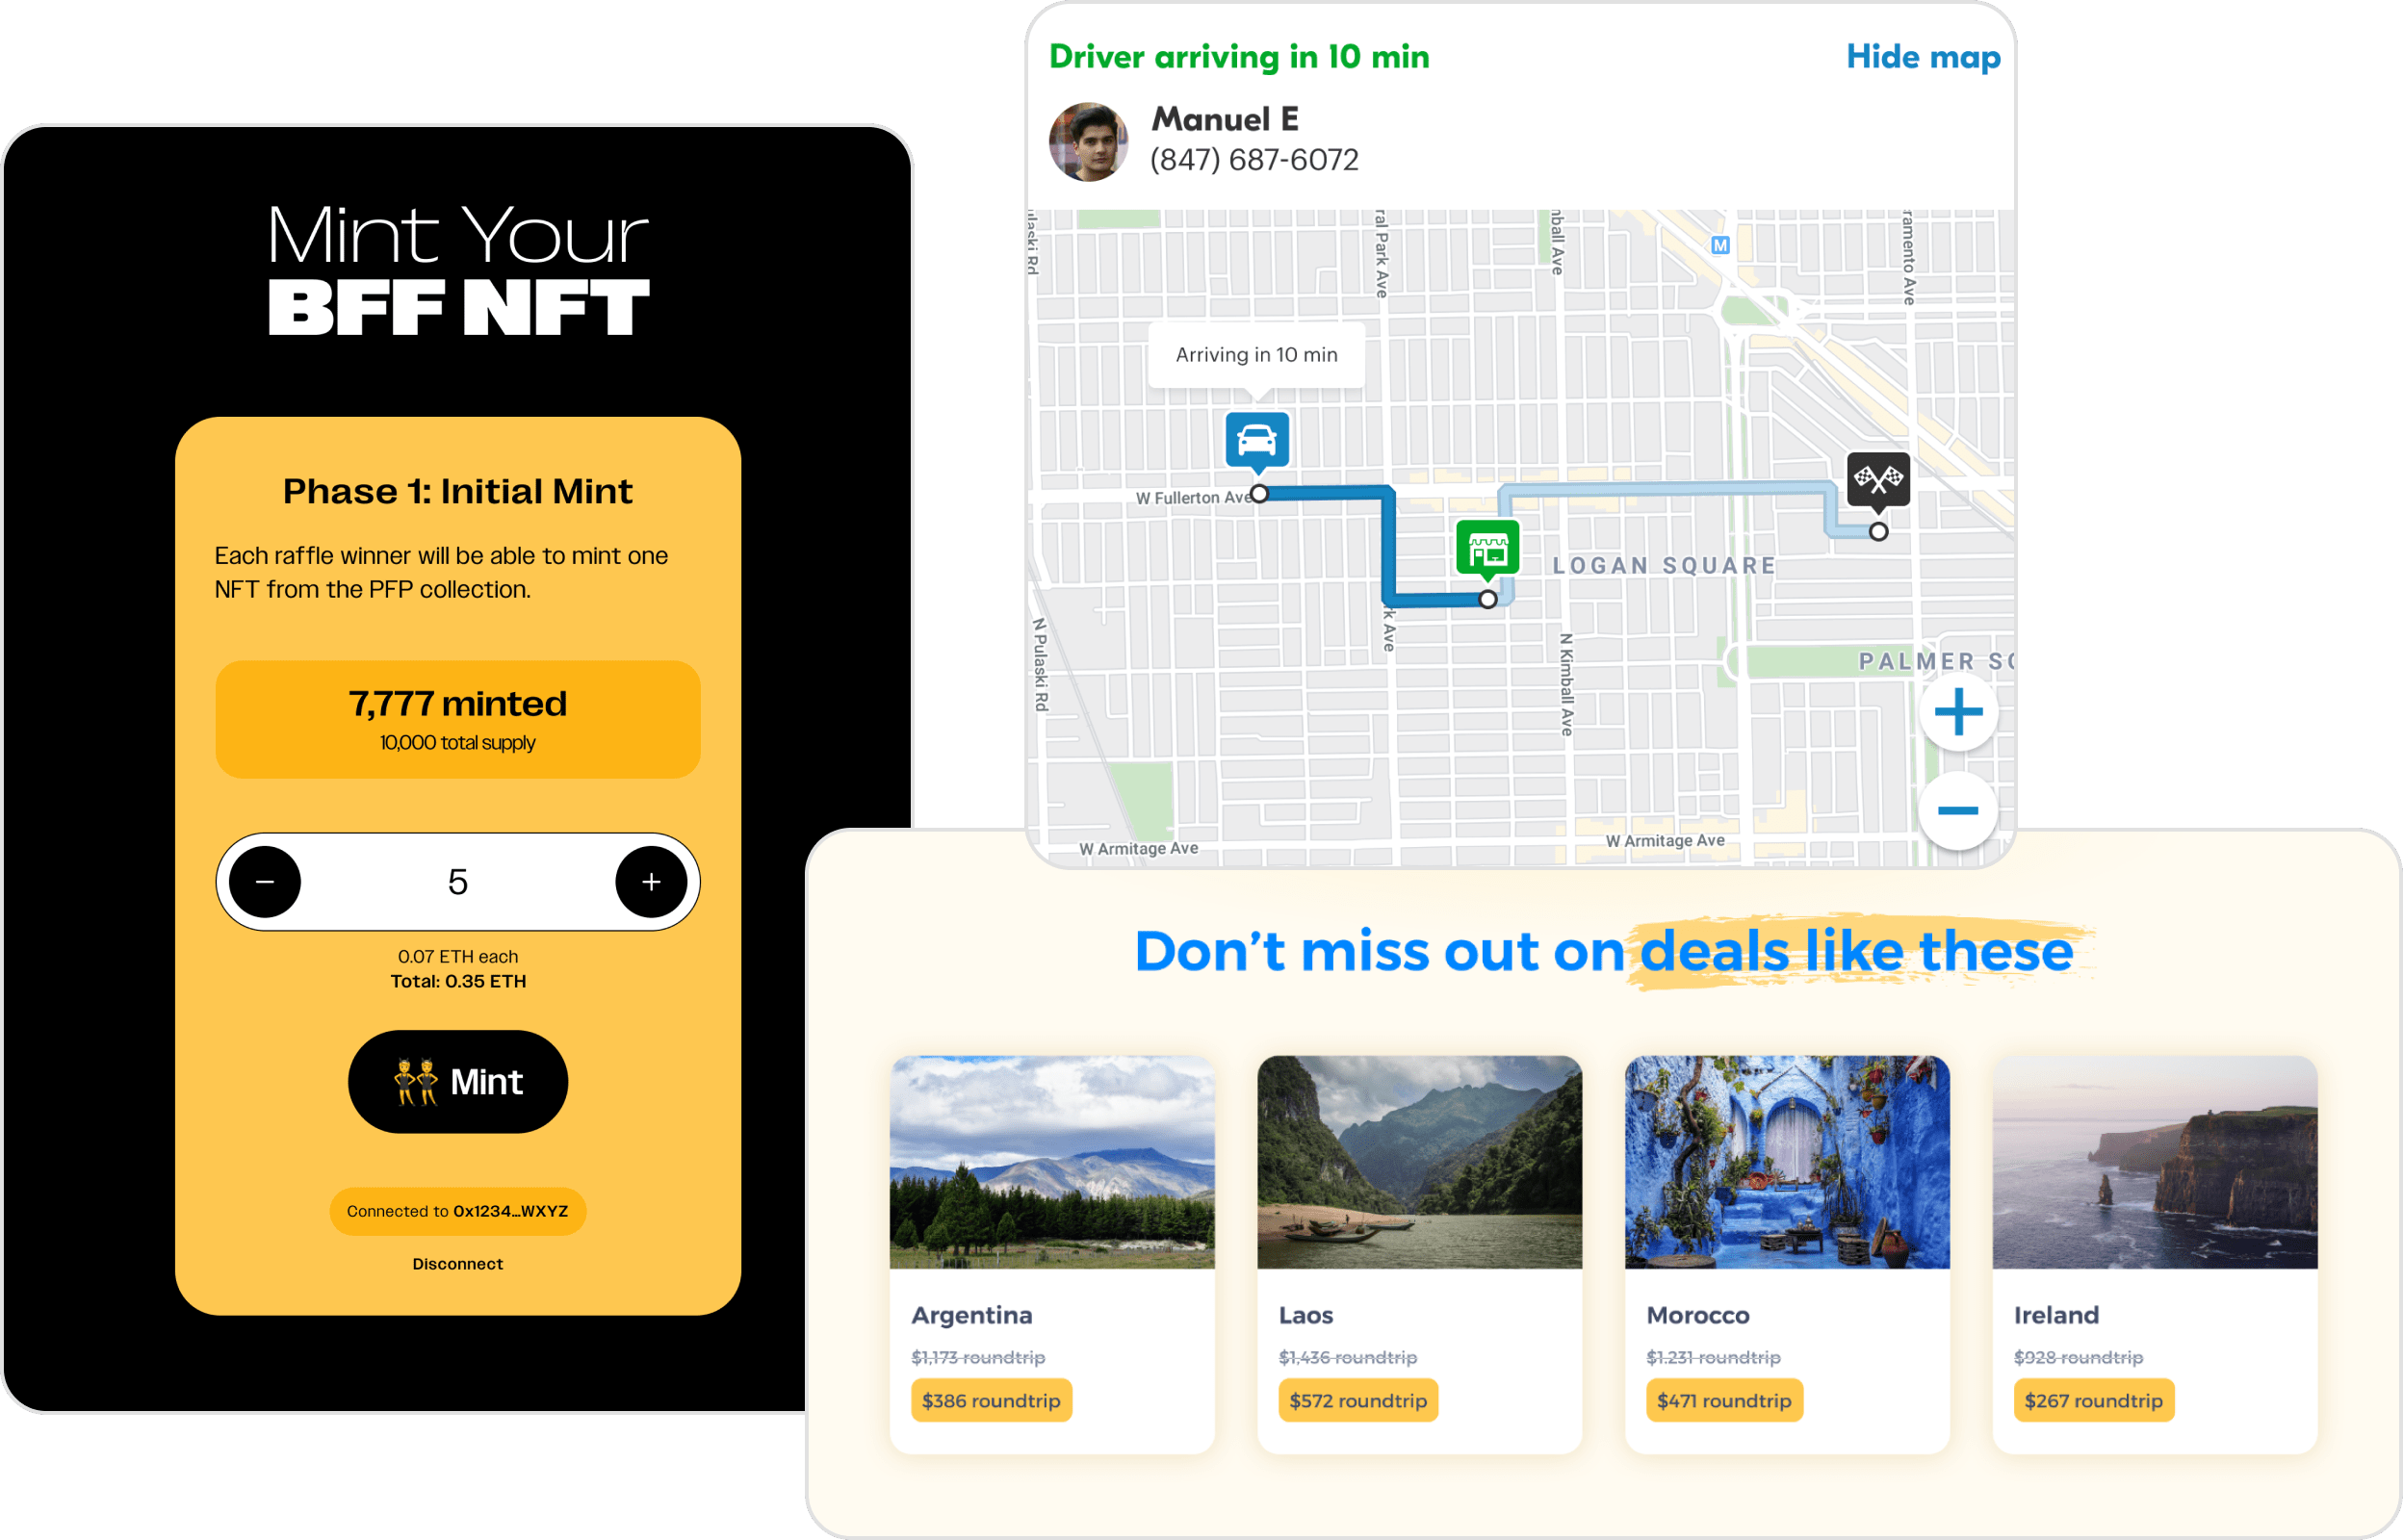 Mint Your
BFF NFT
Phase 1: Initial Mint
Each raffle winner will be able to mint one
NFT from the PFP collection.
7,777 minted
10,000 total supply
5
0.07 ETH each
Total: 0.35 ETH
Mint
Connected to 0x1234...WXYZ
Disconnect
Driver arriving in 10 min
Hide map
Manuel E
(847) 687-6072
ulaski Rd
ral Park Ave
nball Ave
M
ramento Ave
Arriving in 10 min
W Fullerton Ave
LOGAN SQUARE
N Pulaski Rd
rk Ave
N Kimball Ave
PALMER SQ
W Armitage Ave
W Armitage Ave
Don't miss out on deals like these
Argentina
$1,173 roundtrip
$386 roundtrip
Laos
$1,436 roundtrip
$572 roundtrip
Morocco
$1.231 roundtrip
$471 roundtrip
Ireland
$928 roundtrip
$267 roundtrip